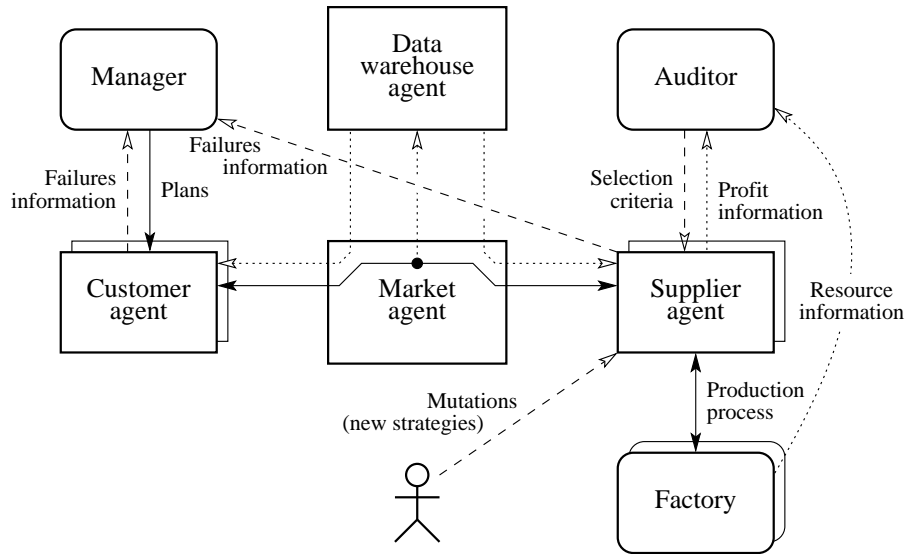 Manager
Data
warehouse
agent
Auditor
Failures
information
Plans
Failures
information
Selection
criteria
Profit
information
Customer
agent
Market
agent
Supplier
agent
Resource
information
Mutations
(new strategies)
Production
process
Factory